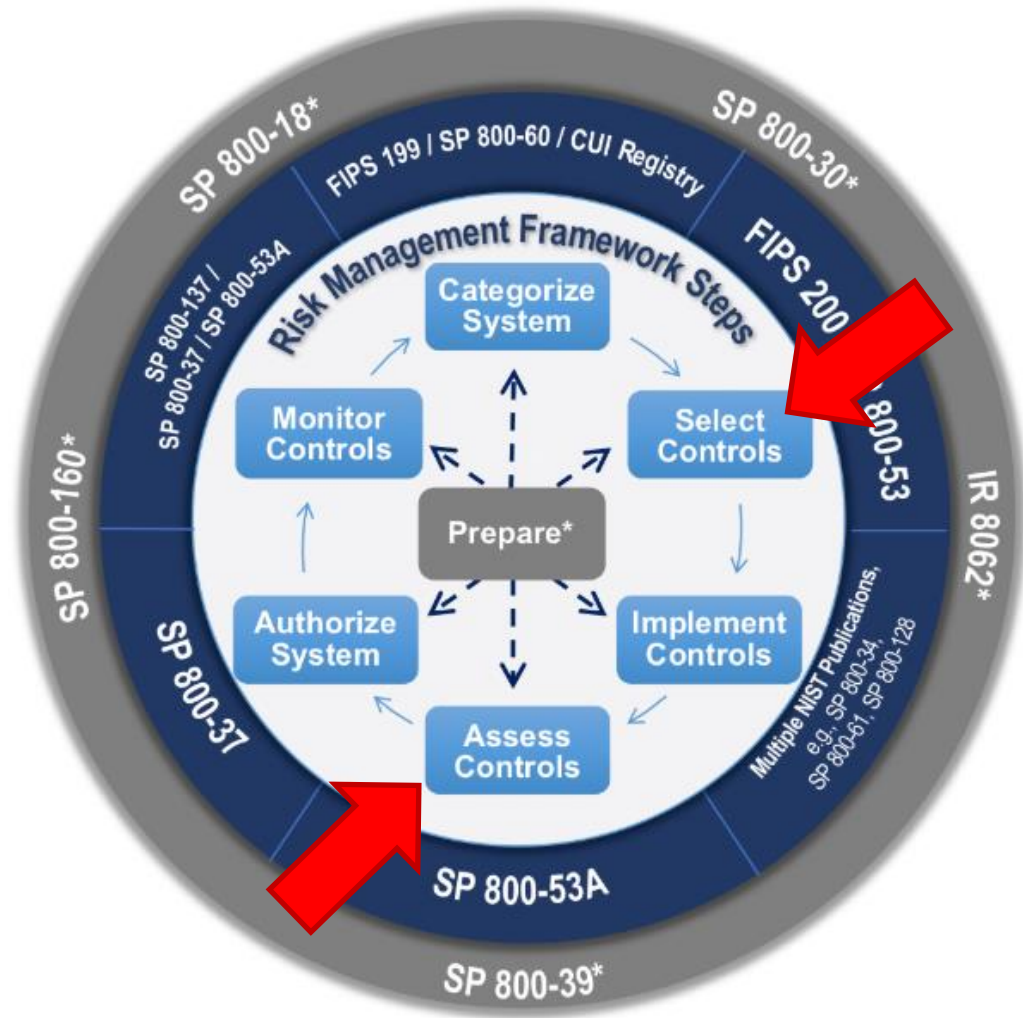 SP 800-18*
SP 800-30*
FIPS 199 / SP 800-60 / CUI Registry
FIPS 200
800-53
SP 800-137 /
SP 800-37 / SP 800-53A
Risk Management Framework Steps
Categorize
System
Monitor
Controls
Select
Controls
Prepare*
SP 800-160*
IR 8062*
Authorize
System
Implement
Controls
Assess
Controls
SP 800-37
Multiple NIST Publications,
e.g., SP 800-34,
SP 800-61, SP 800-128
SP 800-53A
SP 800-39*